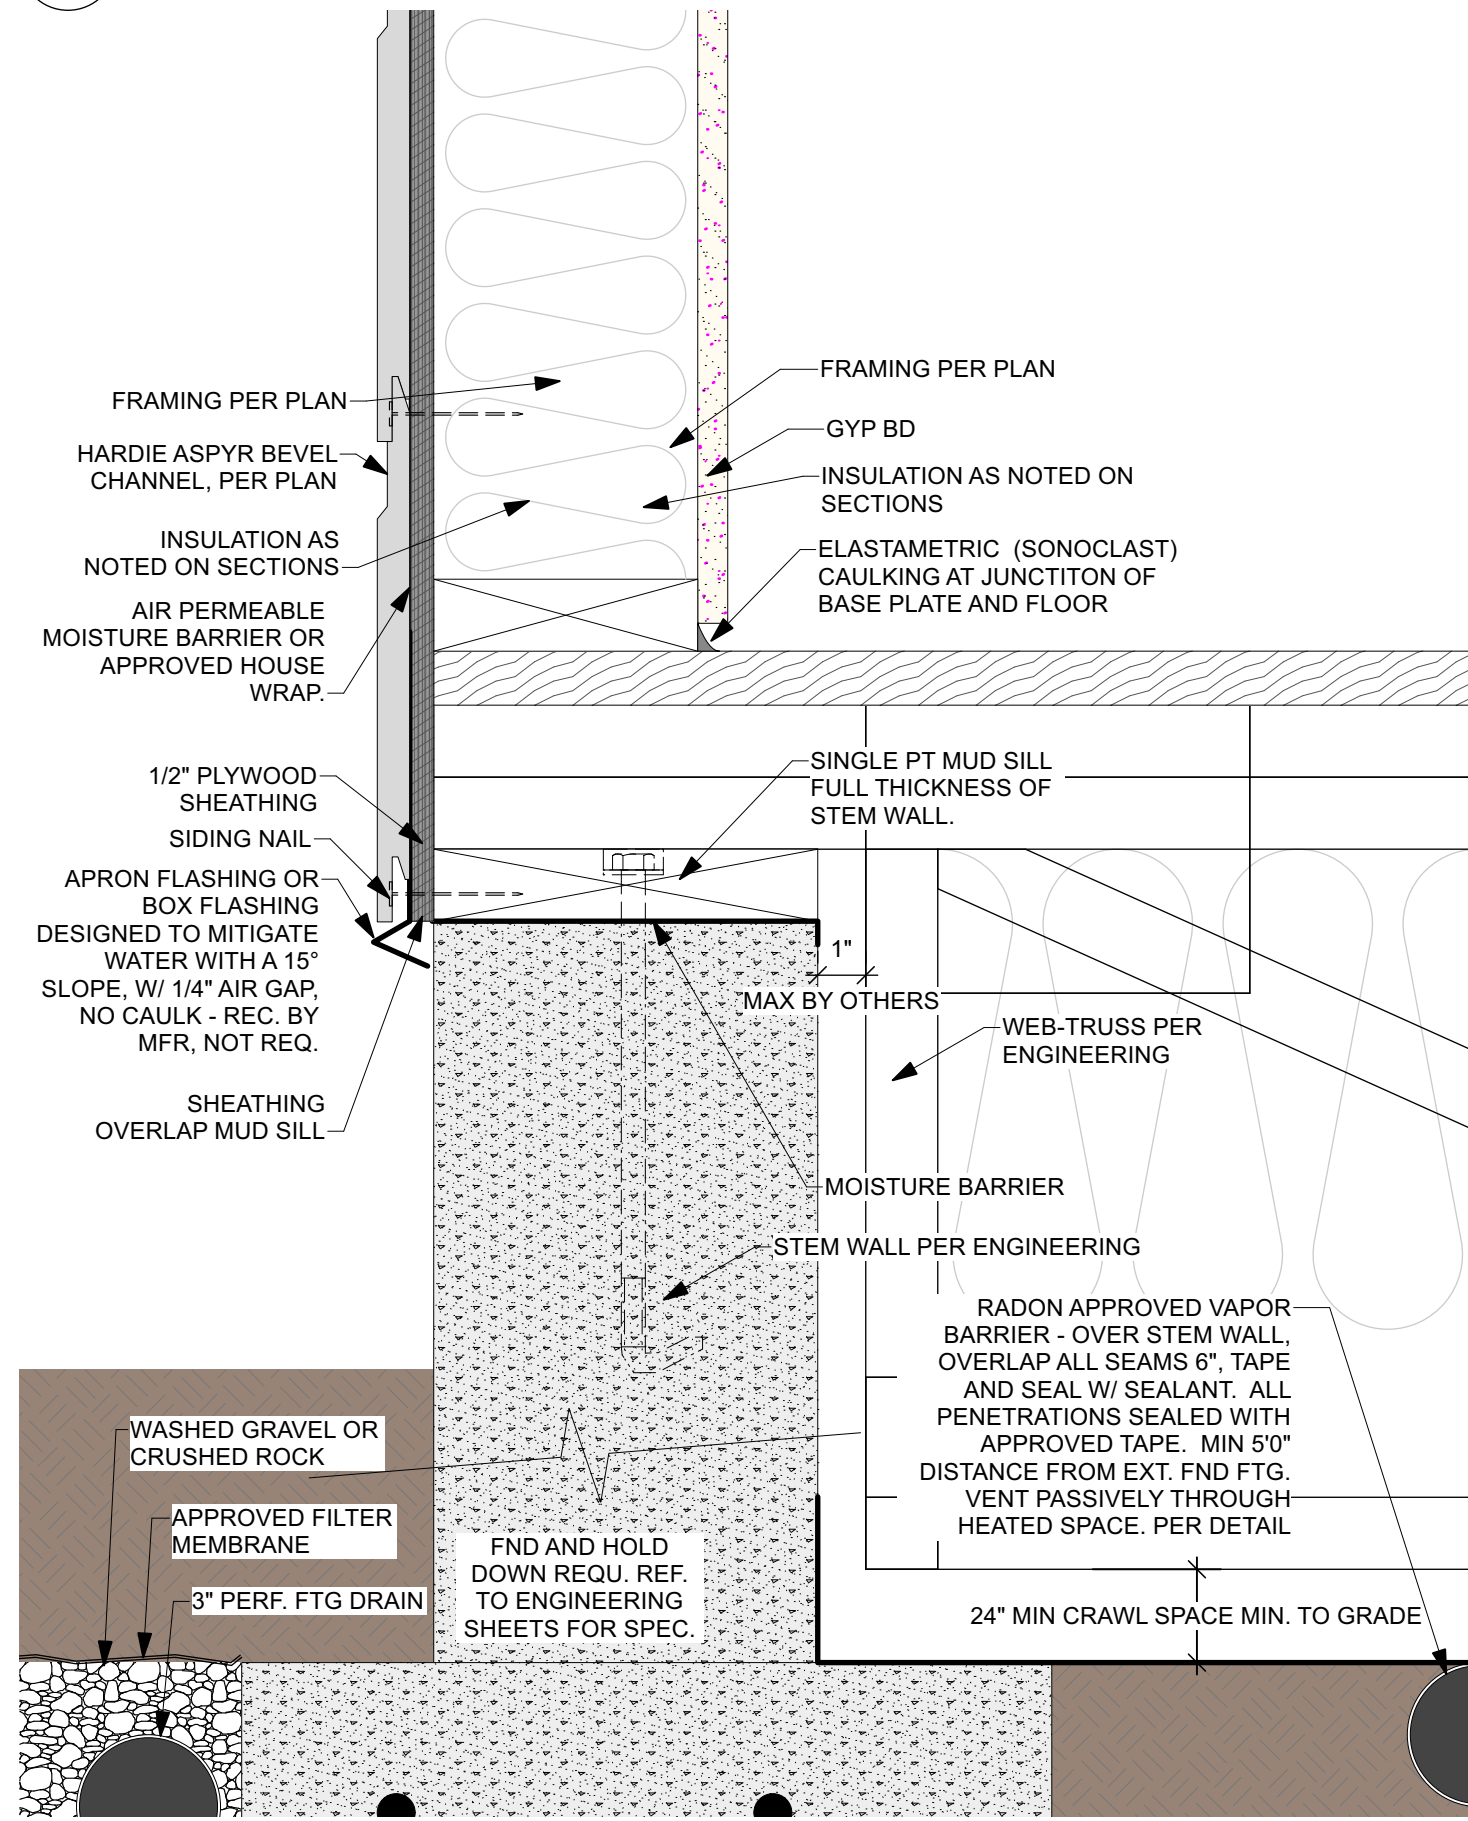 FRAMING PER PLAN
HARDIE ASPYR BEVEL
CHANNEL, PER PLAN
INSULATION AS
NOTED ON SECTIONS
AIR PERMEABLE
MOISTURE BARRIER OR
APPROVED HOUSE
WRAP.
1/2" PLYWOOD
SHEATHING
SIDING NAIL
APRON FLASHING OR
BOX FLASHING
DESIGNED TO MITIGATE
WATER WITH A 15°
SLOPE, W/ 1/4" AIR GAP,
NO CAULK - REC. BY
MFR, NOT REQ.
SHEATHING
OVERLAP MUD SILL
FRAMING PER PLAN
GYP BD
INSULATION AS NOTED ON
SECTIONS
ELASTAMETRIC (SONOCLAST)
CAULKING AT JUNCTITON OF
BASE PLATE AND FLOOR
SINGLE PT MUD SILL
FULL THICKNESS OF
STEM WALL.
1"
MAX BY OTHERS
WEB-TRUSS PER
ENGINEERING
MOISTURE BARRIER
STEM WALL PER ENGINEERING
RADON APPROVED VAPOR
BARRIER - OVER STEM WALL,
OVERLAP ALL SEAMS 6", TAPE
AND SEAL W/ SEALANT. ALL
PENETRATIONS SEALED WITH
APPROVED TAPE. MIN 5'0"
DISTANCE FROM EXT. FND FTG.
VENT PASSIVELY THROUGH
HEATED SPACE. PER DETAIL
WASHED GRAVEL OR
CRUSHED ROCK
APPROVED FILTER
MEMBRANE
3" PERF. FTG DRAIN
FND AND HOLD
DOWN REQU. REF.
TO ENGINEERING
SHEETS FOR SPEC.
24" MIN CRAWL SPACE MIN. TO GRADE